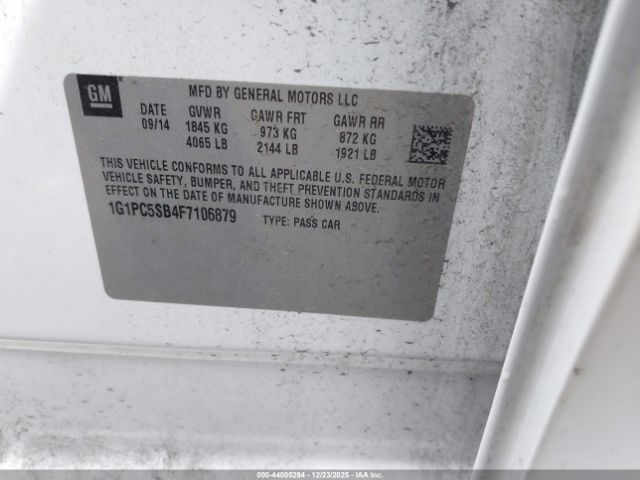 GM
MFD BY GENERAL MOTORS LLC
DATE GVWR GAWR FRT GAWR RR
09/14 1845 KG 973 KG 872 KG
4065 LB 2144 LB 1921 LB
THIS VEHICLE CONFORMS TO ALL APPLICABLE U.S. FEDERAL MOTOR
VEHICLE SAFETY, BUMPER, AND THEFT PREVENTION STANDARDS IN
EFFECT ON THE DATE OF MANUFACTURE SHOWN ABOVE.
1G1PC5SB4F7106879 TYPE: PASS CAR
000-44005294 - 12/23/2025 - IAA Inc.